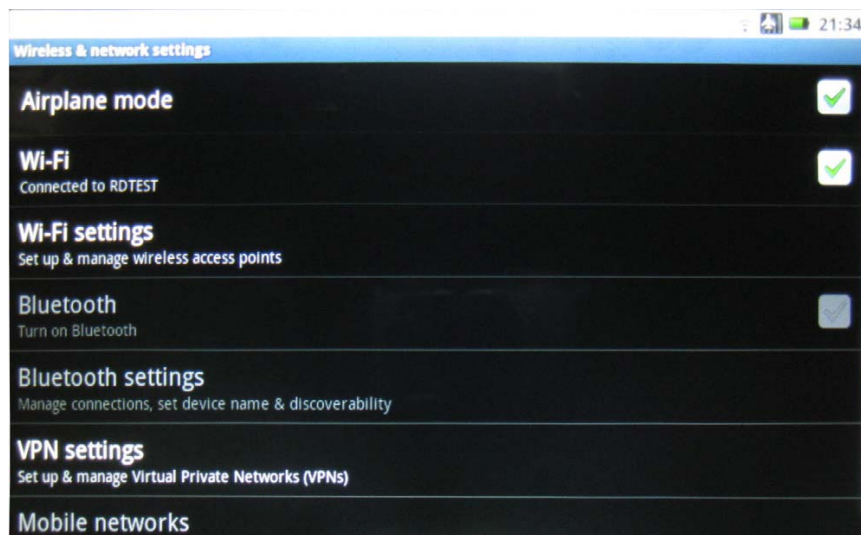 21:34
Wireless & network settings
Airplane mode
Wi-Fi
Connected to RDTEST
Wi-Fi settings
Set up & manage wireless access points
Bluetooth
Turn on Bluetooth
Bluetooth settings
Manage connections, set device name & discoverability
VPN settings
Set up & manage Virtual Private Networks (VPNs)
Mobile networks